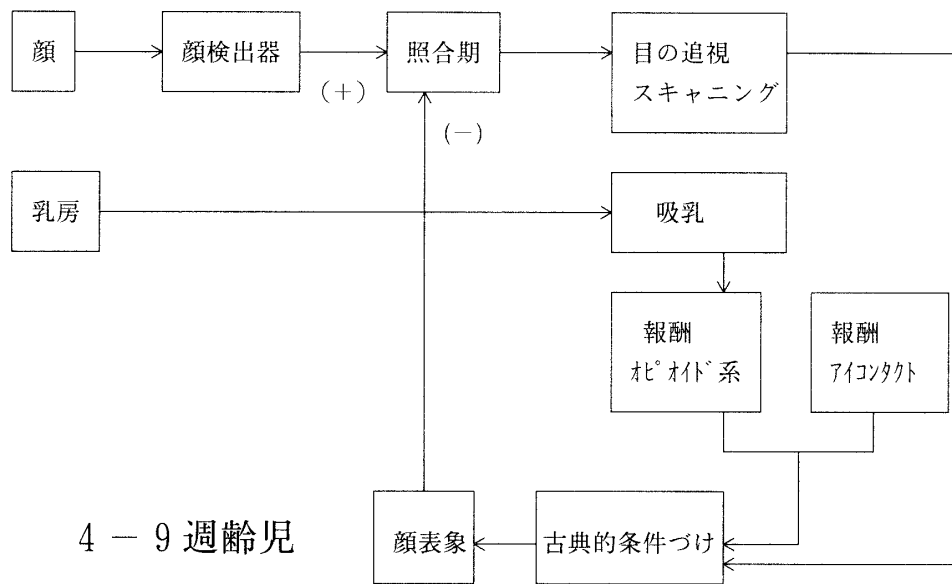 顔
顔検出器
照合期
目の追視
スキャニング
(+)
(-)
乳房
吸乳
報酬
オピオイド系
報酬
アイコンタクト
4-9週齢児
顔表象
古典的条件づけ